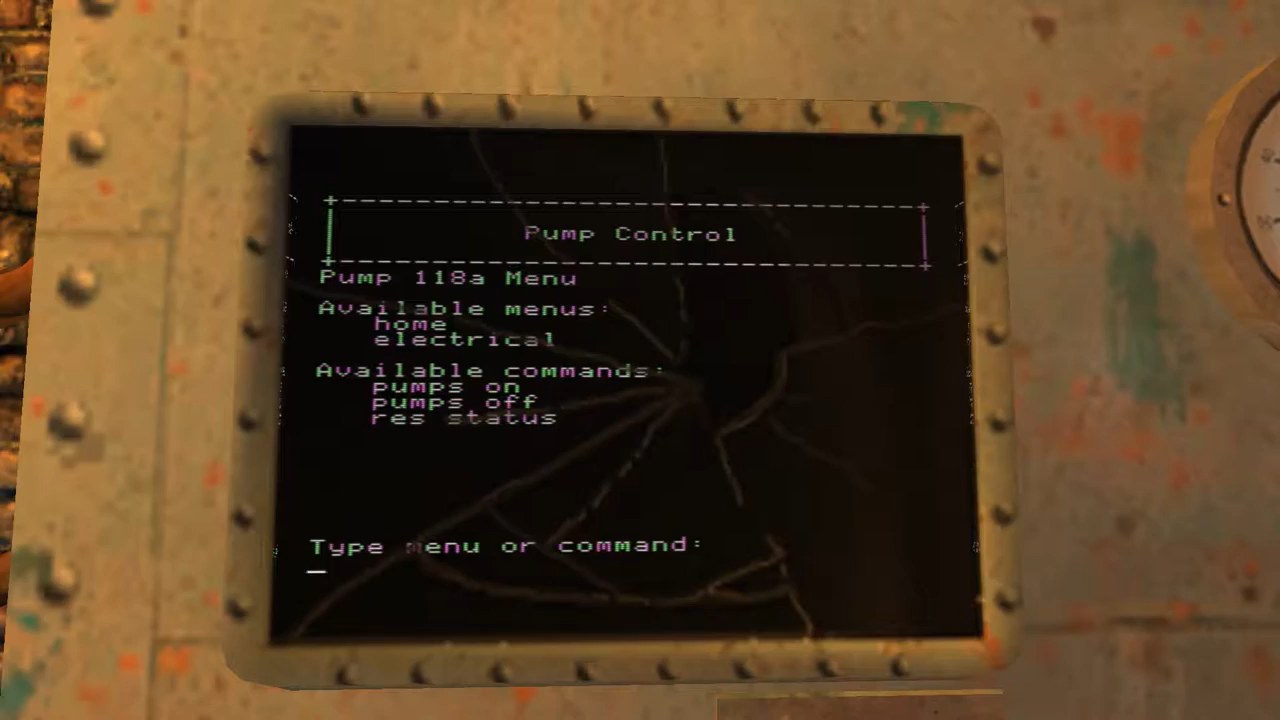 Pump Control
Pump 118a Menu
Available menus:
home
electrical
Available commands:
pumps on
pumps off
res status
Type menu or command: